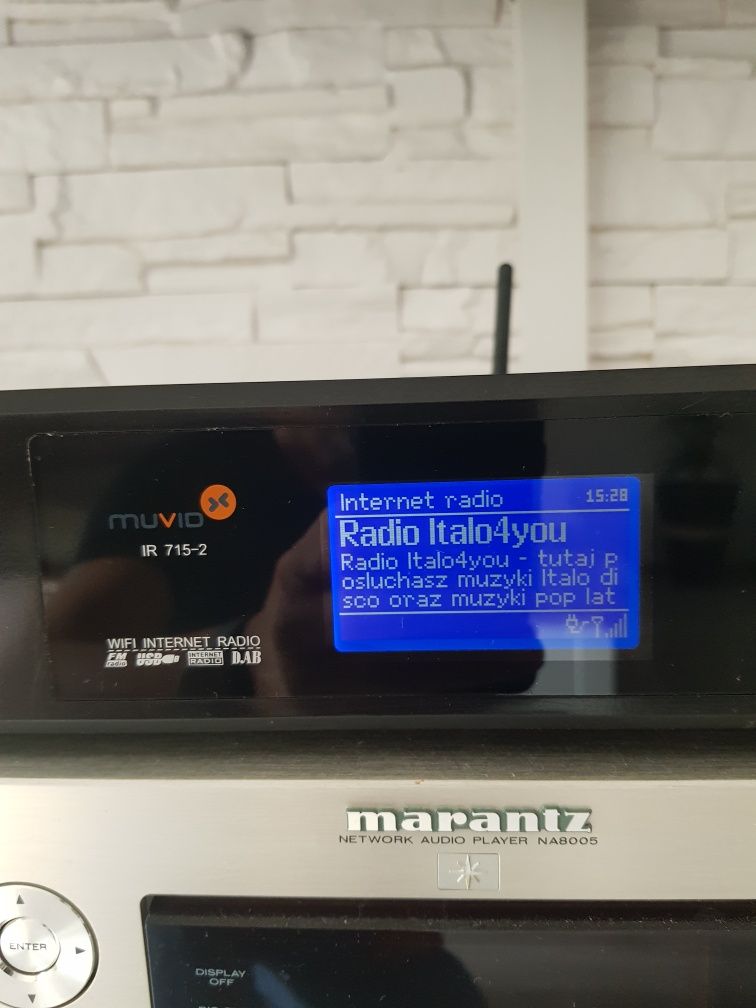 muvid
IR 715-2
WIFI INTERNET RADIO
FM radio USB INTERNET RADIO DAB
Internet radio 15:28
Radio Italo4you
Radio Italo4you - tutaj p
osluchasz muzyki Italo di
sco oraz muzyki pop lat
marantz
NETWORK AUDIO PLAYER NA8005
ENTER
DISPLAY
OFF